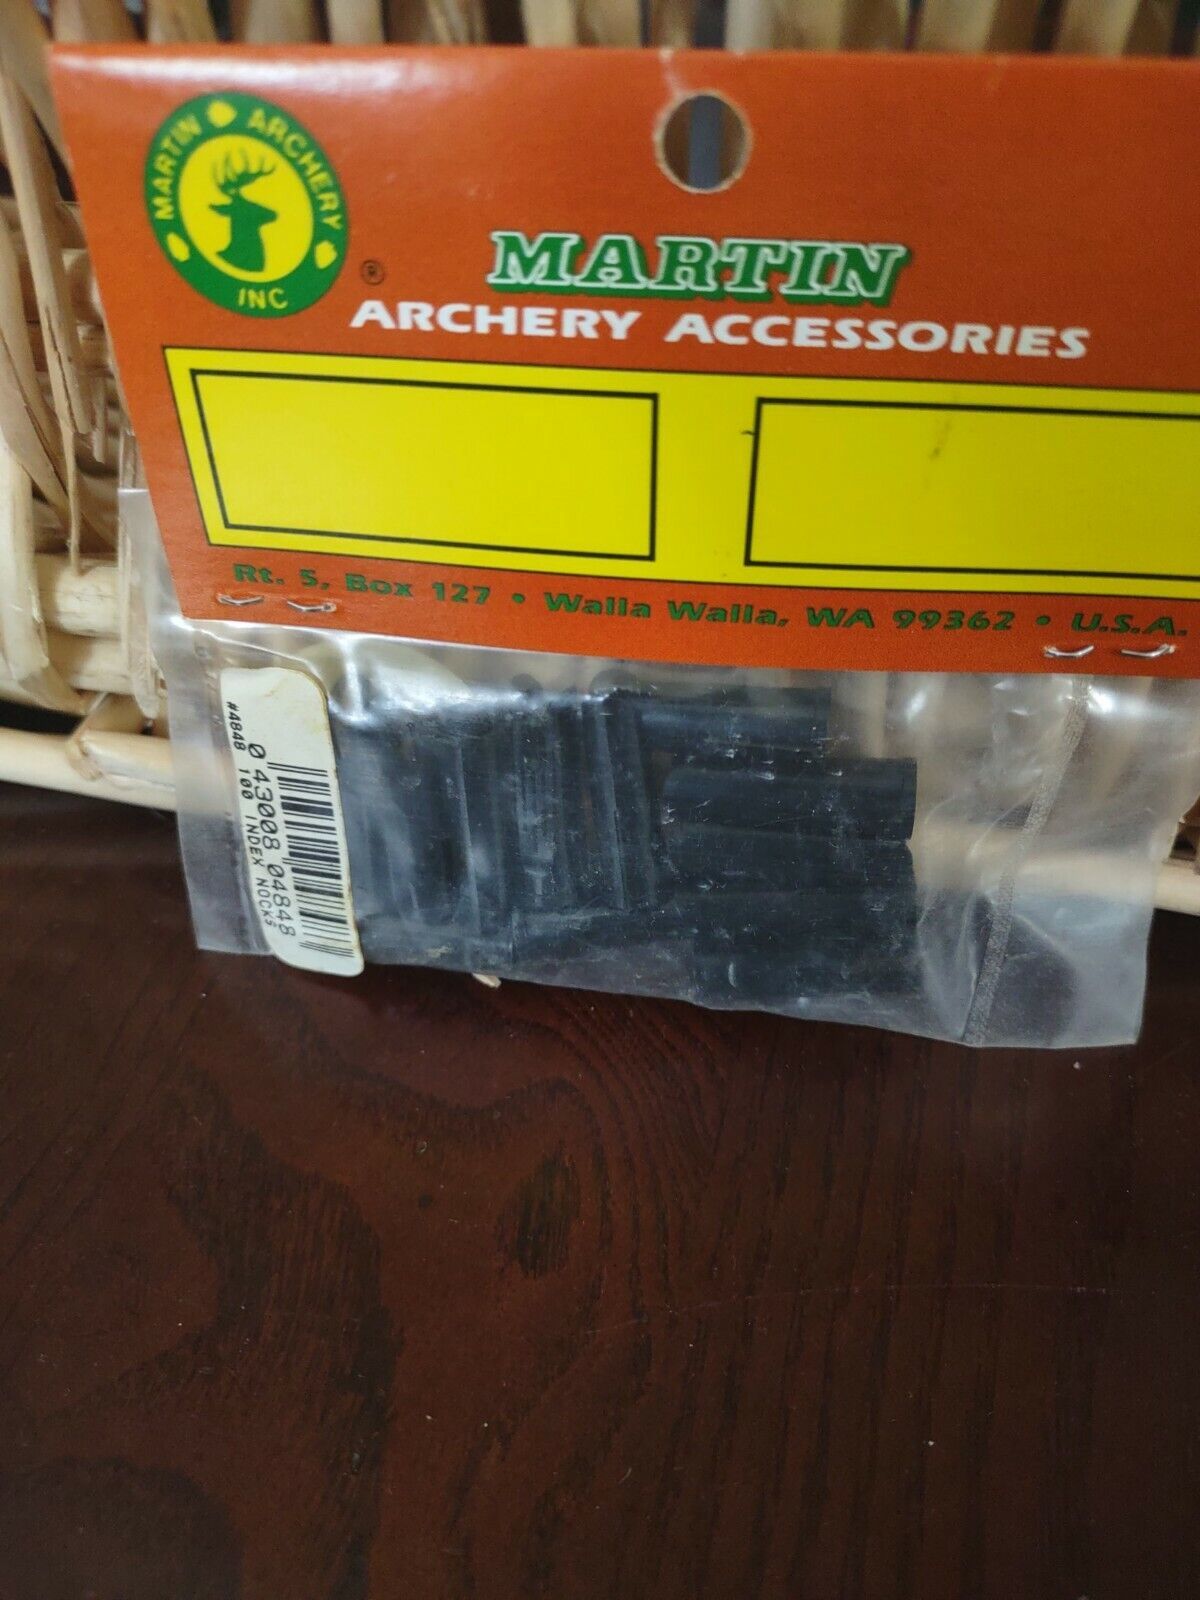 MARTIN ARCHERY
INC
®
MARTIN
ARCHERY ACCESSORIES
Rt. 5, Box 127 • Walla Walla, WA 99362 • U.S.A.
0 43008 04848
#4848 100 INDEX NOCKS